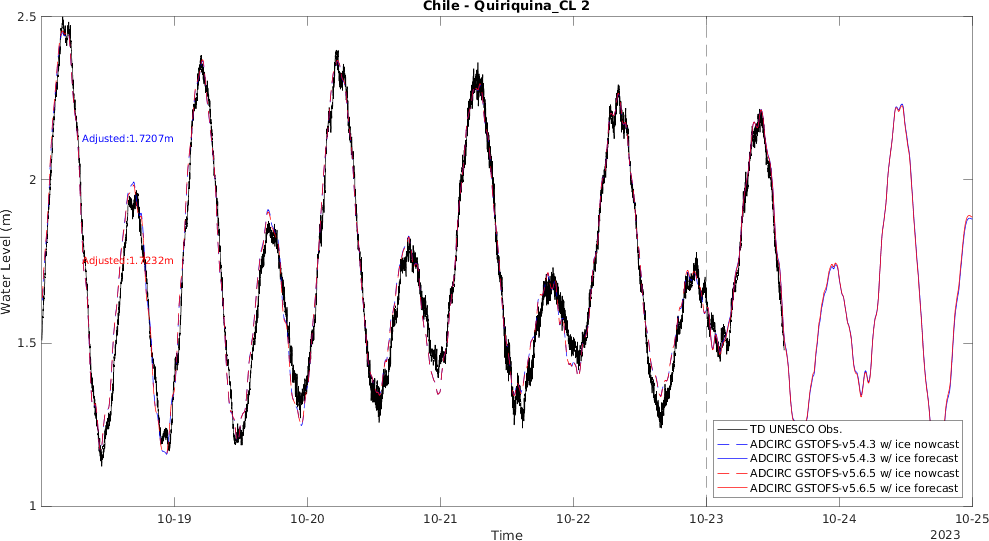 Chile - Quiriquina_CL 2
2.5
Adjusted:1.7207m
2
Adjusted:1.7232m
Water Level (m)
1.5
TD UNESCO Obs.
ADCIRC GSTOFS-v5.4.3 w/ ice nowcast
ADCIRC GSTOFS-v5.4.3 w/ ice forecast
ADCIRC GSTOFS-v5.6.5 w/ ice nowcast
ADCIRC GSTOFS-v5.6.5 w/ ice forecast
1
10-19 10-20 10-21 10-22 10-23 10-24 10-25
Time
2023